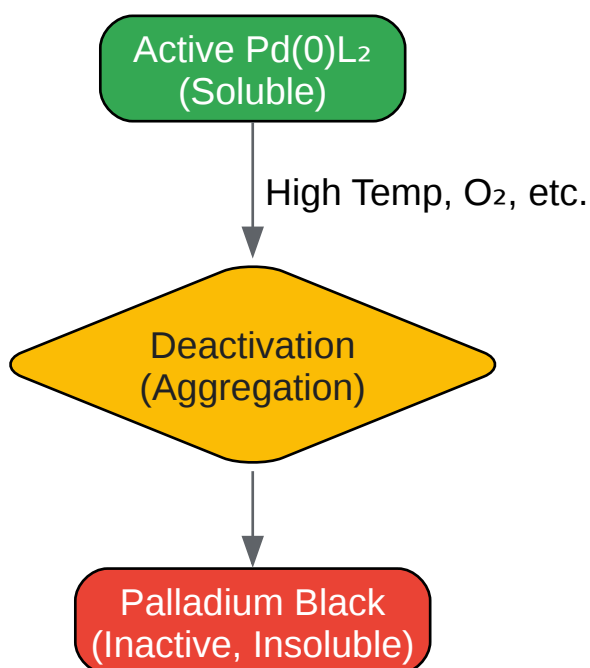 Active Pd(0)L₂
(Soluble)
High Temp, O₂, etc.
Deactivation
(Aggregation)
Palladium Black
(Inactive, Insoluble)